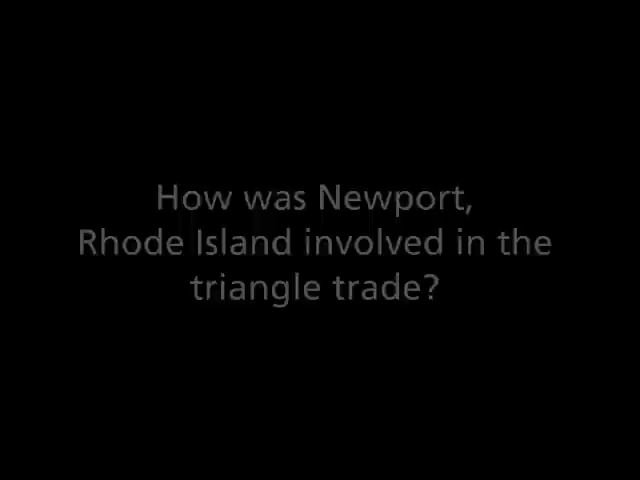 How was Newport,
Rhode Island involved in the
triangle trade?